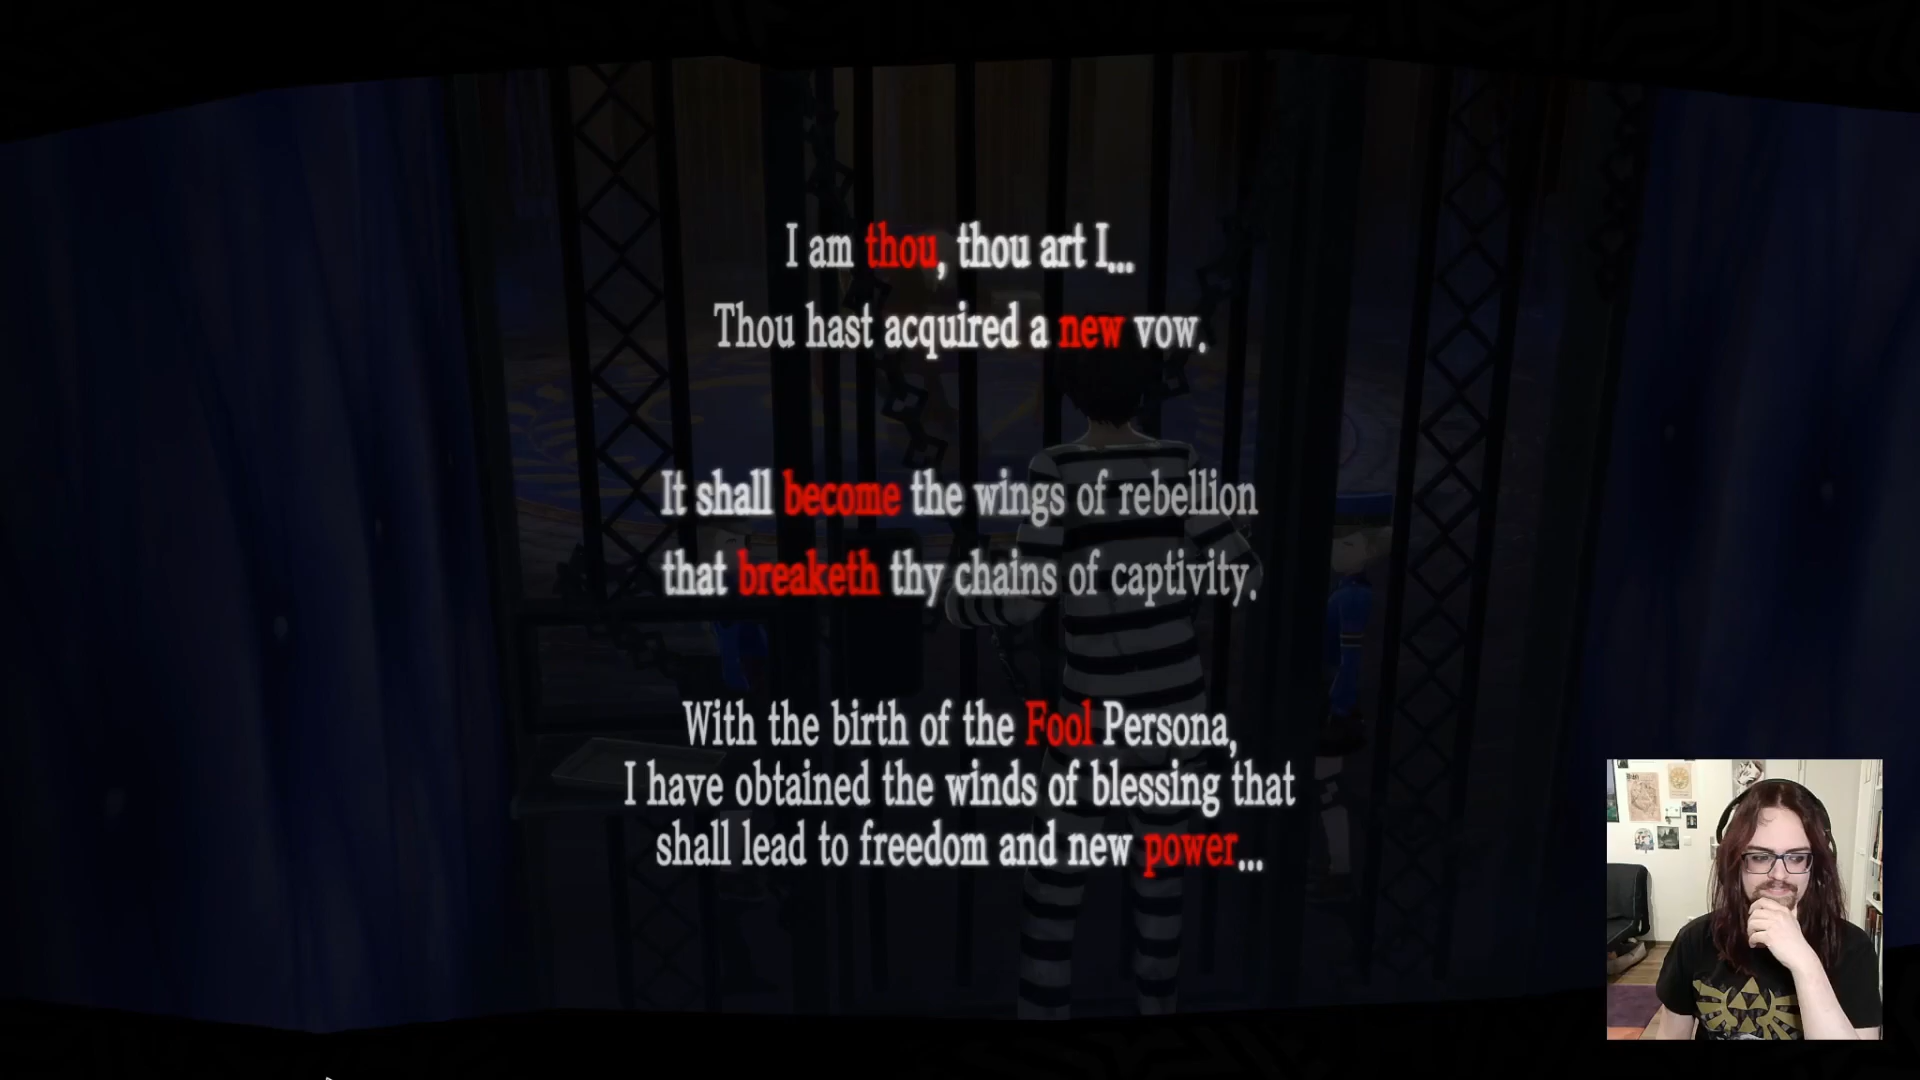 I am thou, thou art I...
Thou hast acquired a new vow.
It shall become the wings of rebellion
that breaketh thy chains of captivity.
With the birth of the Fool Persona,
I have obtained the winds of blessing that
shall lead to freedom and new power...